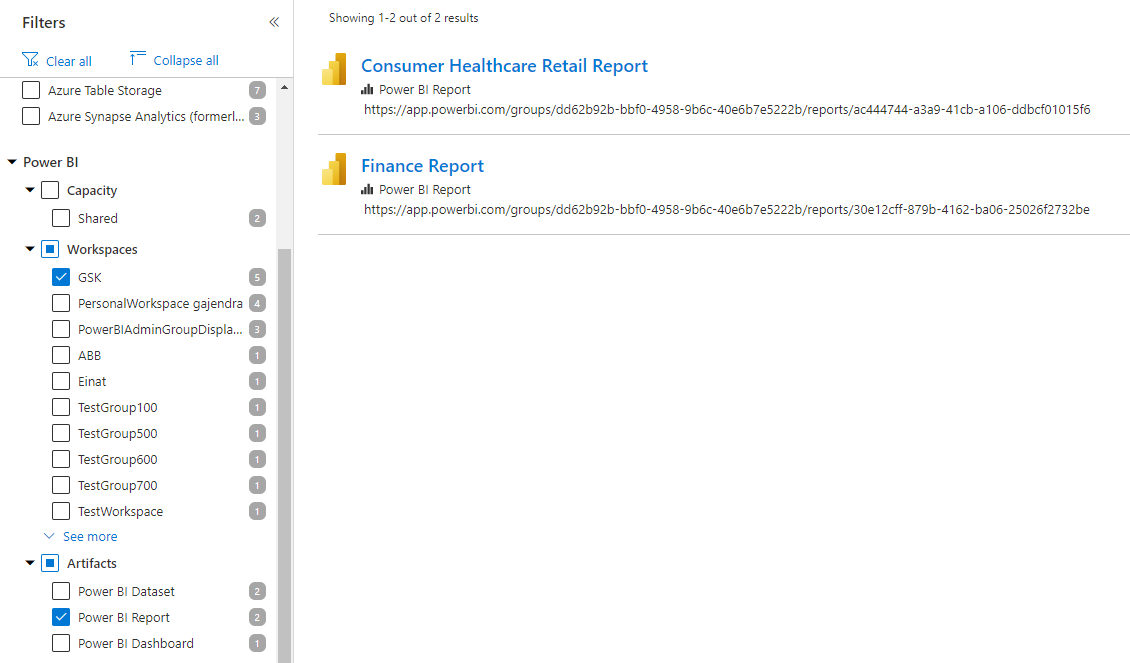 Filters
Clear all
Collapse all
Azure Table Storage 7
Azure Synapse Analytics (formerl... 3
Power BI
Capacity
Shared 2
Workspaces
GSK 5
PersonalWorkspace gajendra 4
PowerBIAdminGroupDispla... 3
ABB 1
Einat 1
TestGroup100 1
TestGroup500 1
TestGroup600 1
TestGroup700 1
TestWorkspace 1
See more
Artifacts
Power BI Dataset 2
Power BI Report 2
Power BI Dashboard 1
Showing 1-2 out of 2 results
Consumer Healthcare Retail Report
Power BI Report
https://app.powerbi.com/groups/dd62b92b-bbf0-4958-9b6c-40e6b7e5222b/reports/ac444744-a3a9-41cb-a106-ddbcf01015f6
Finance Report
Power BI Report
https://app.powerbi.com/groups/dd62b92b-bbf0-4958-9b6c-40e6b7e5222b/reports/30e12cff-879b-4162-ba06-25026f2732be